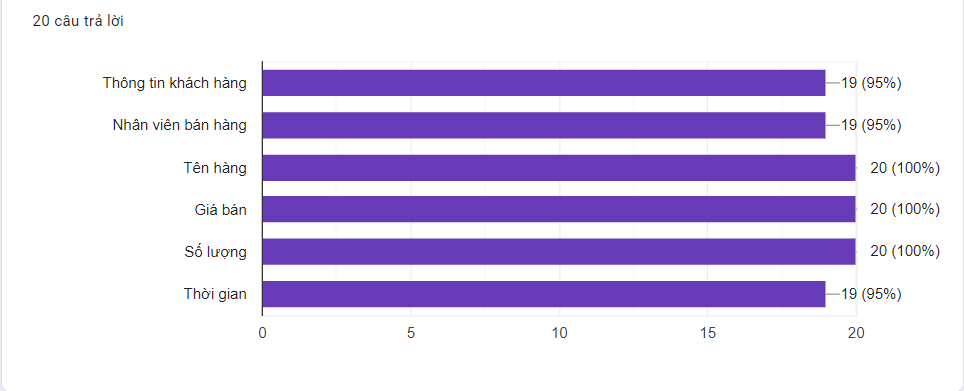 20 câu trả lời
Thông tin khách hàng 19 (95%)
Nhân viên bán hàng 19 (95%)
Tên hàng 20 (100%)
Giá bán 20 (100%)
Số lượng 20 (100%)
Thời gian 19 (95%)
0 5 10 15 20